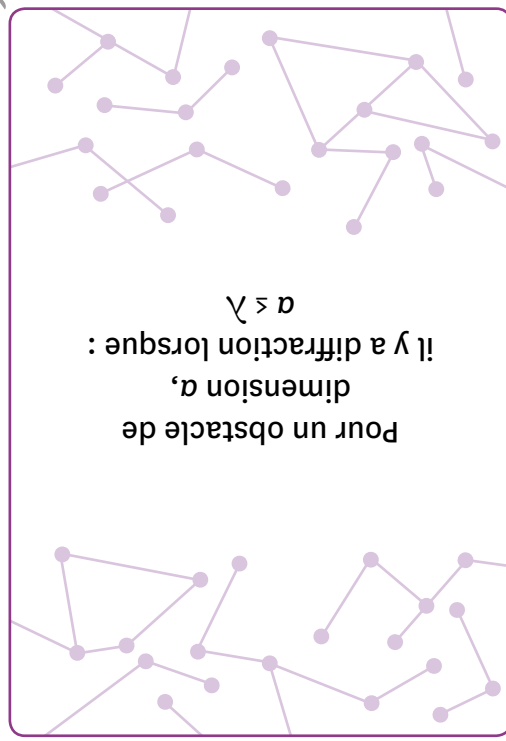 Pour un obstacle de
dimension a,
il y a diffraction lorsque :
a ≤ λ